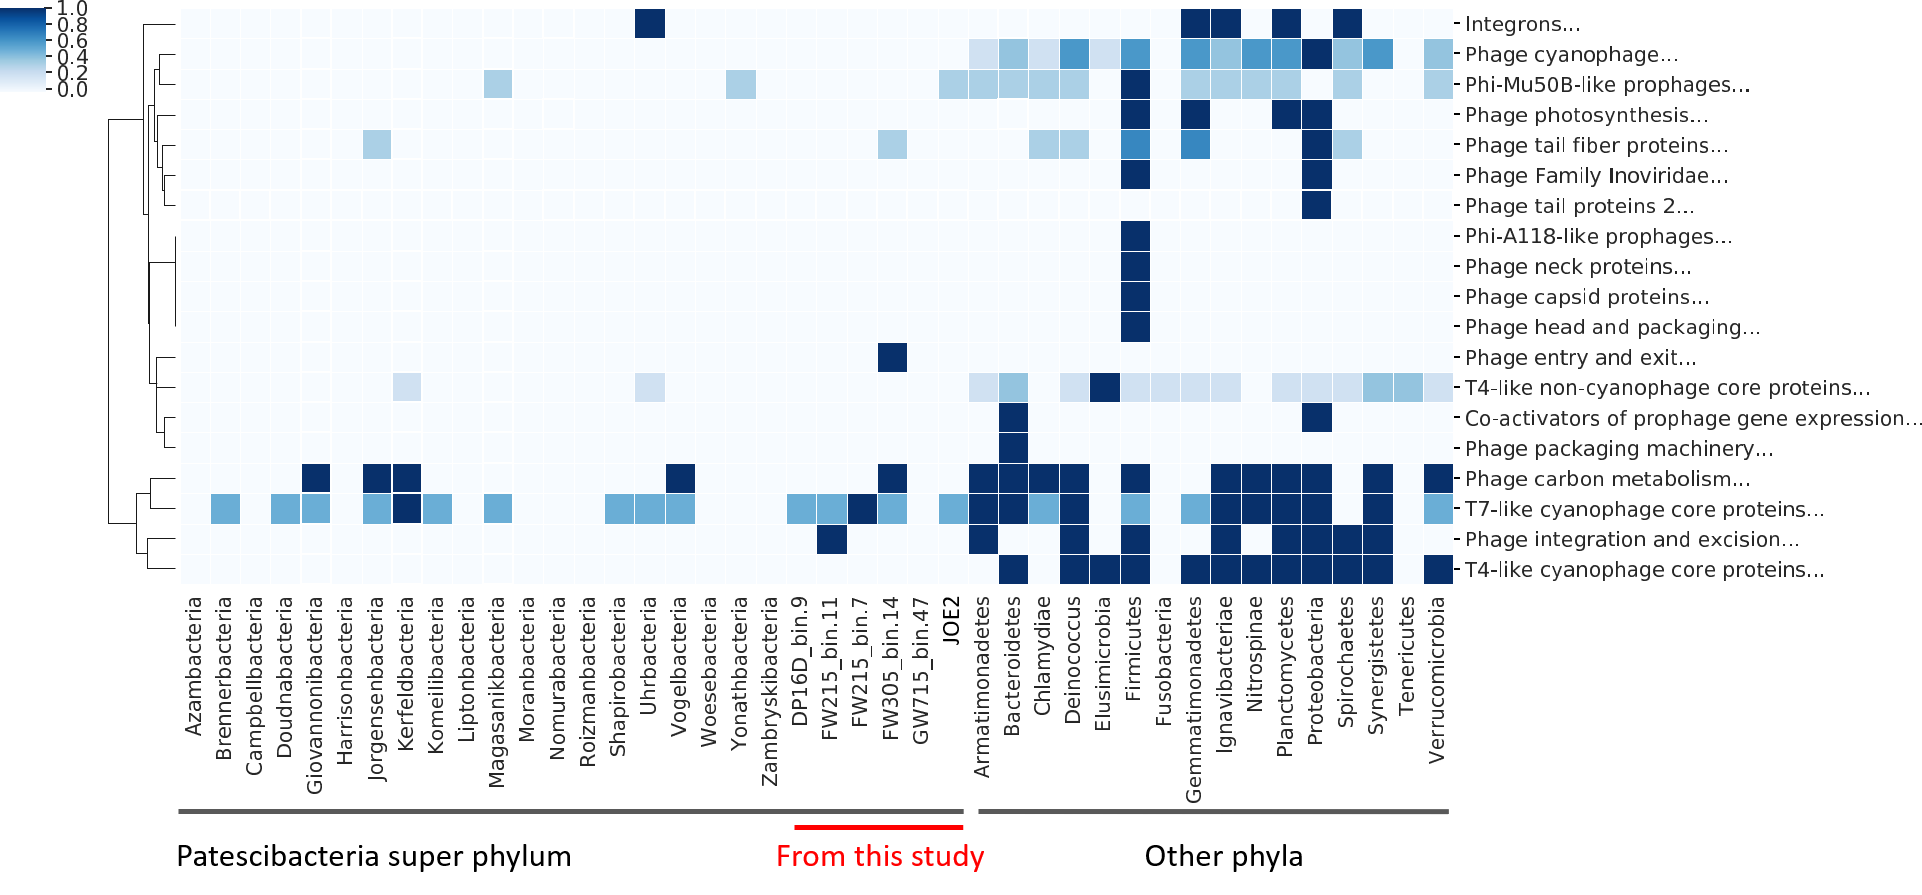 1.0
0.8
0.6
0.4
0.2
0.0
Integrons...
Phage cyanophage...
Phi-Mu50B-like prophages...
Phage photosynthesis...
Phage tail fiber proteins...
Phage Family Inoviridae...
Phage tail proteins 2...
Phi-A118-like prophages...
Phage neck proteins...
Phage capsid proteins...
Phage head and packaging...
Phage entry and exit...
T4-like non-cyanophage core proteins...
Co-activators of prophage gene expression...
Phage packaging machinery...
Phage carbon metabolism...
T7-like cyanophage core proteins...
Phage integration and excision...
T4-like cyanophage core proteins...
Azambacteria
Brennerbacteria
Campbellbacteria
Doudnabacteria
Giovannonibacteria
Harrisonbacteria
Jorgensenbacteria
Kerfeldbacteria
Komeilibacteria
Liptonbacteria
Magasanikbacteria
Moranbacteria
Nomurabacteria
Roizmanbacteria
Shapirobacteria
Uhrbacteria
Vogelbacteria
Woesebacteria
Yonathbacteria
Zambryskibacteria
DP16D_bin.9
FW215_bin.11
FW215_bin.7
FW305_bin.14
GW715_bin.47
JOE2
Armatimonadetes
Bacteroidetes
Chlamydiae
Deinococcus
Elusimicrobia
Firmicutes
Fusobacteria
Gemmatimonadetes
Ignavibacteriae
Nitrospinae
Planctomycetes
Proteobacteria
Spirochaetes
Synergistetes
Tenericutes
Verrucomicrobia
Patescibacteria super phylum
From this study
Other phyla